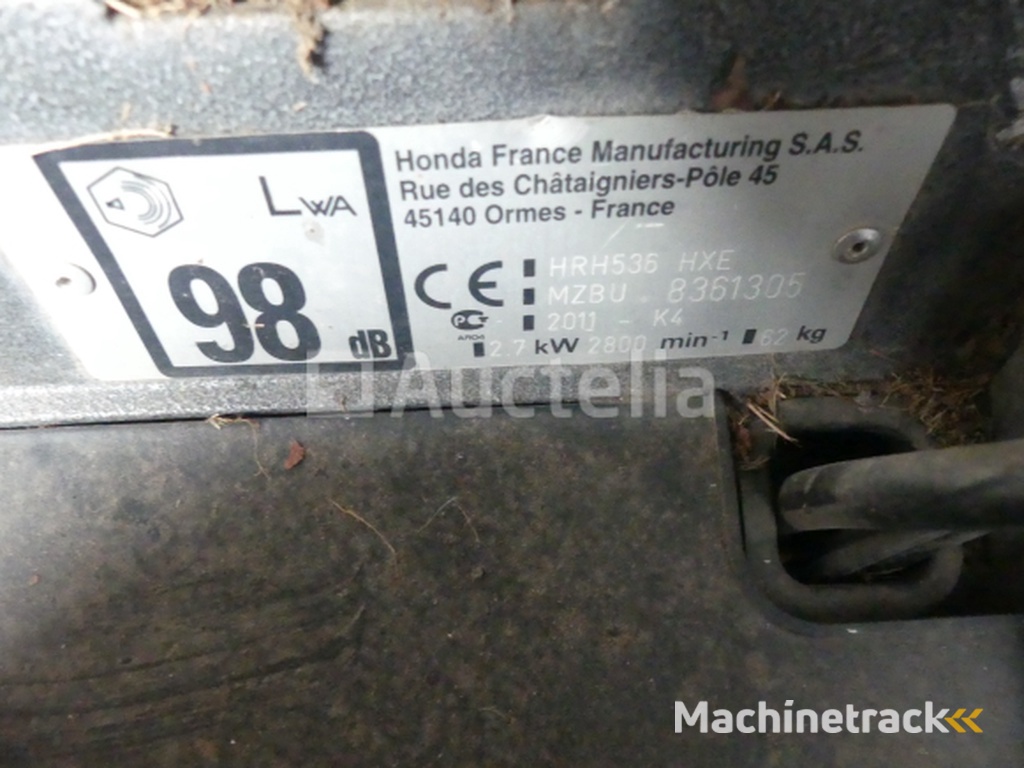 LWA
98 dB
Honda France Manufacturing S.A.S.
Rue des Châtaigniers-Pôle 45
45140 Ormes - France
CE
HRH536 HXE
MZBU 8361305
2011 - K4
2.7 kW 2800 min-1 62 kg
Auctelia
Machinetrack